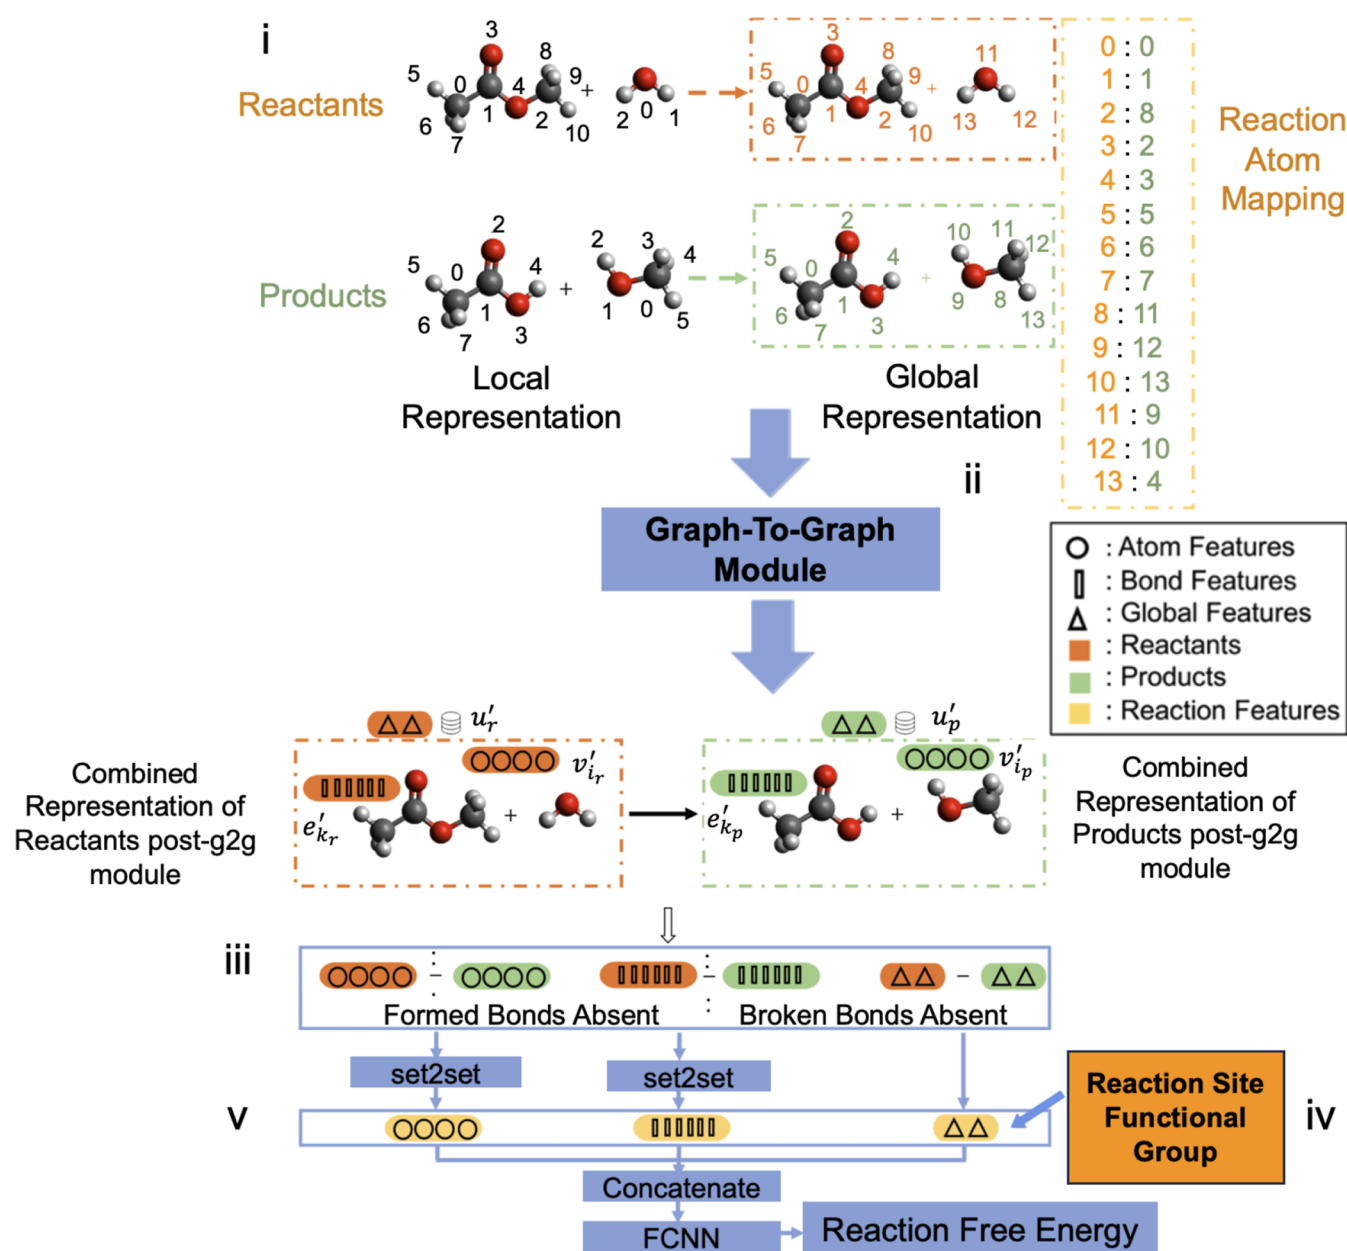 i
Reactants
3
5
0
4
8
9
+
6
7
1
2
10
2
0
1
3
5
0
4
8
9
+
11
6
7
1
2
10
13
12
Reaction
Atom
Mapping
0 : 0
1 : 1
2 : 8
3 : 2
4 : 3
5 : 5
6 : 6
7 : 7
8 : 11
9 : 12
10 : 13
11 : 9
12 : 10
13 : 4
Products
2
5
0
4
+
2
3
4
6
7
1
3
1
0
5
2
5
0
4
+
10
11
12
6
7
1
3
9
8
13
Local
Representation
Global
Representation
ii
Graph-To-Graph
Module
: Atom Features
: Bond Features
: Global Features
: Reactants
: Products
: Reaction Features
Combined
Representation of
Reactants post-g2g
module
u′r
v′ir
e′kr
+
u′p
v′ip
e′kp
+
Combined
Representation of
Products post-g2g
module
iii
− − −
Formed Bonds Absent : Broken Bonds Absent
set2set
set2set
v
Reaction Site
Functional
Group
iv
Concatenate
FCNN
Reaction Free Energy